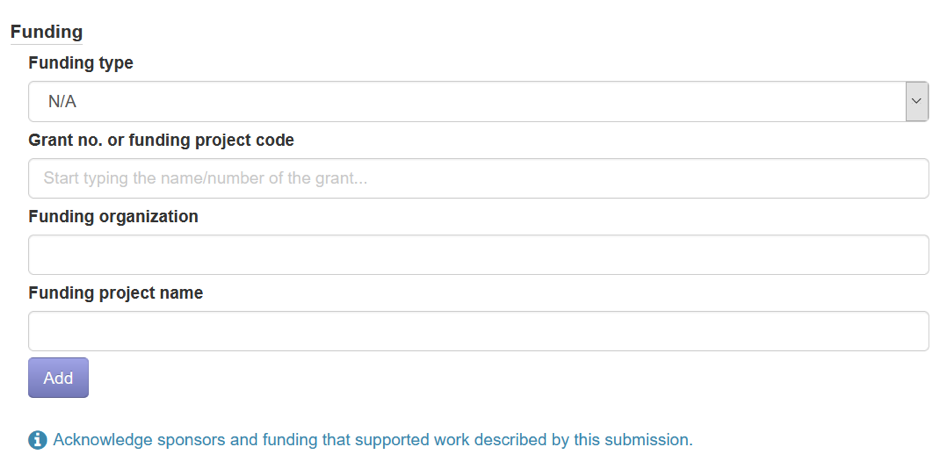 Funding
Funding type
N/A
Grant no. or funding project code
Start typing the name/number of the grant...
Funding organization
Funding project name
Add
Acknowledge sponsors and funding that supported work described by this submission.